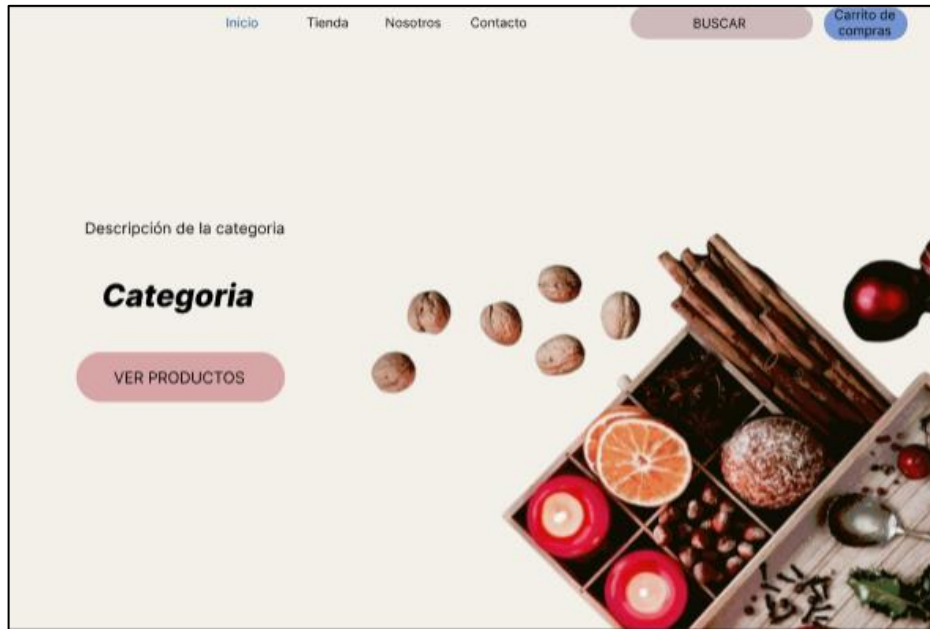 Inicio Tienda Nosotros Contacto BUSCAR Carrito de
compras
Descripción de la categoria
Categoria
VER PRODUCTOS